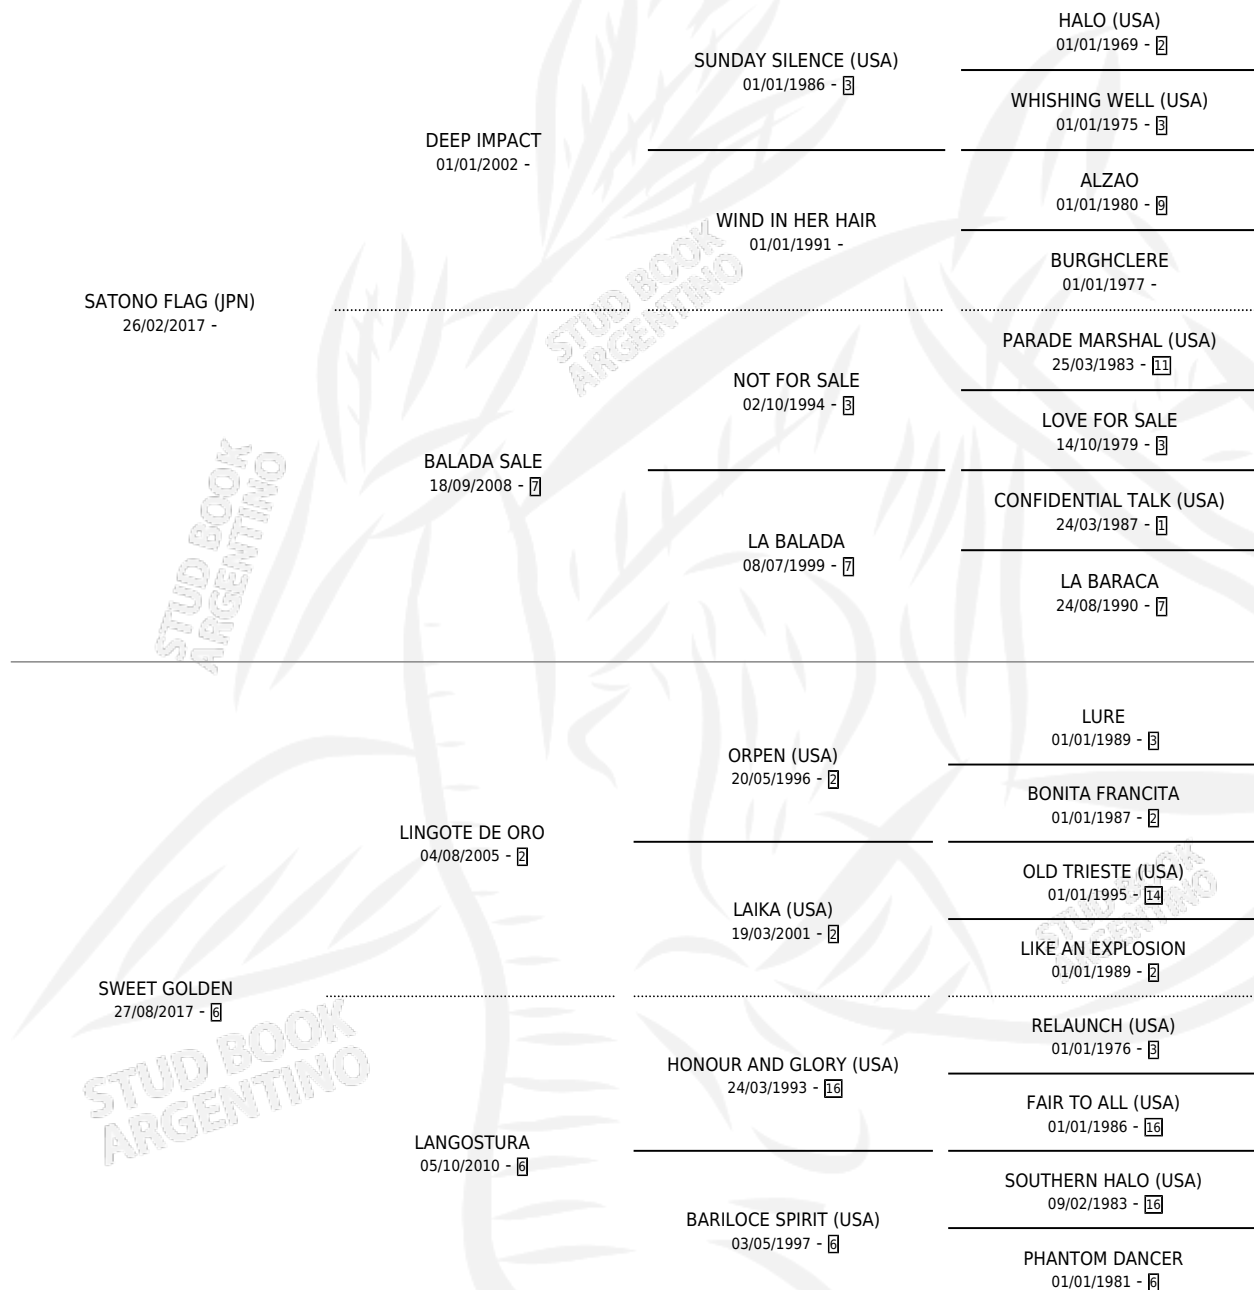 HALO (USA)
01/01/1969 - 2
SUNDAY SILENCE (USA)
01/01/1986 - 3
WHISHING WELL (USA)
01/01/1975 - 3
DEEP IMPACT
01/01/2002 -
ALZAO
01/01/1980 - 9
WIND IN HER HAIR
01/01/1991 -
BURGHCLERE
01/01/1977 -
SATONO FLAG (JPN)
26/02/2017 -
STUD BOOK
ARGENTINO
PARADE MARSHAL (USA)
25/03/1983 - 11
NOT FOR SALE
02/10/1994 - 3
LOVE FOR SALE
14/10/1979 - 3
BALADA SALE
18/09/2008 - 7
CONFIDENTIAL TALK (USA)
24/03/1987 - 1
LA BALADA
08/07/1999 - 7
LA BARACA
24/08/1990 - 7
STUD BOOK
ARGENTINO
LURE
01/01/1989 - 3
ORPEN (USA)
20/05/1996 - 2
BONITA FRANCITA
01/01/1987 - 2
LINGOTE DE ORO
04/08/2005 - 2
OLD TRIESTE (USA)
01/01/1995 - 14
LAIKA (USA)
19/03/2001 - 2
STUD BOOK
ARGENTINO
LIKE AN EXPLOSION
01/01/1989 - 2
SWEET GOLDEN
27/08/2017 - 6
RELAUNCH (USA)
01/01/1976 - 3
HONOUR AND GLORY (USA)
24/03/1993 - 16
FAIR TO ALL (USA)
01/01/1986 - 16
STUD BOOK
ARGENTINO
LANGOSTURA
05/10/2010 - 6
SOUTHERN HALO (USA)
09/02/1983 - 16
BARILOCE SPIRIT (USA)
03/05/1997 - 6
PHANTOM DANCER
01/01/1981 - 6